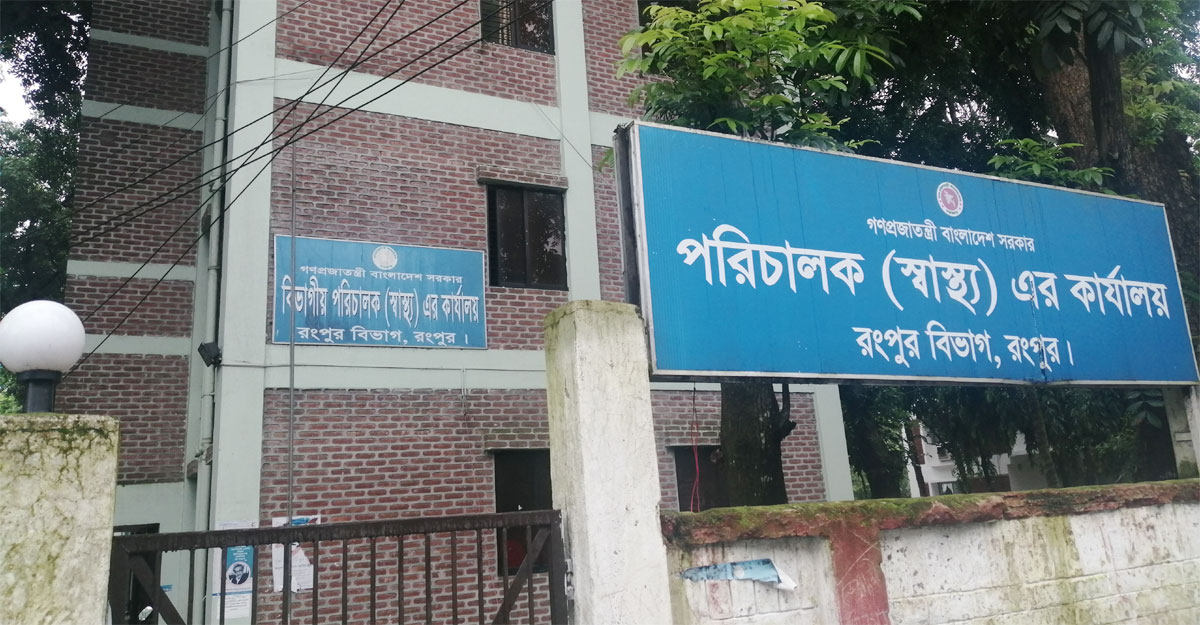 গণপ্রজাতন্ত্রী বাংলাদেশ সরকার
বিভাগীয় পরিচালক (স্বাস্থ্য) এর কার্যালয়
রংপুর বিভাগ, রংপুর ।
গণপ্রজাতন্ত্রী বাংলাদেশ সরকার
পরিচালক (স্বাস্থ্য) এর কার্যালয়
রংপুর বিভাগ, রংপুর।